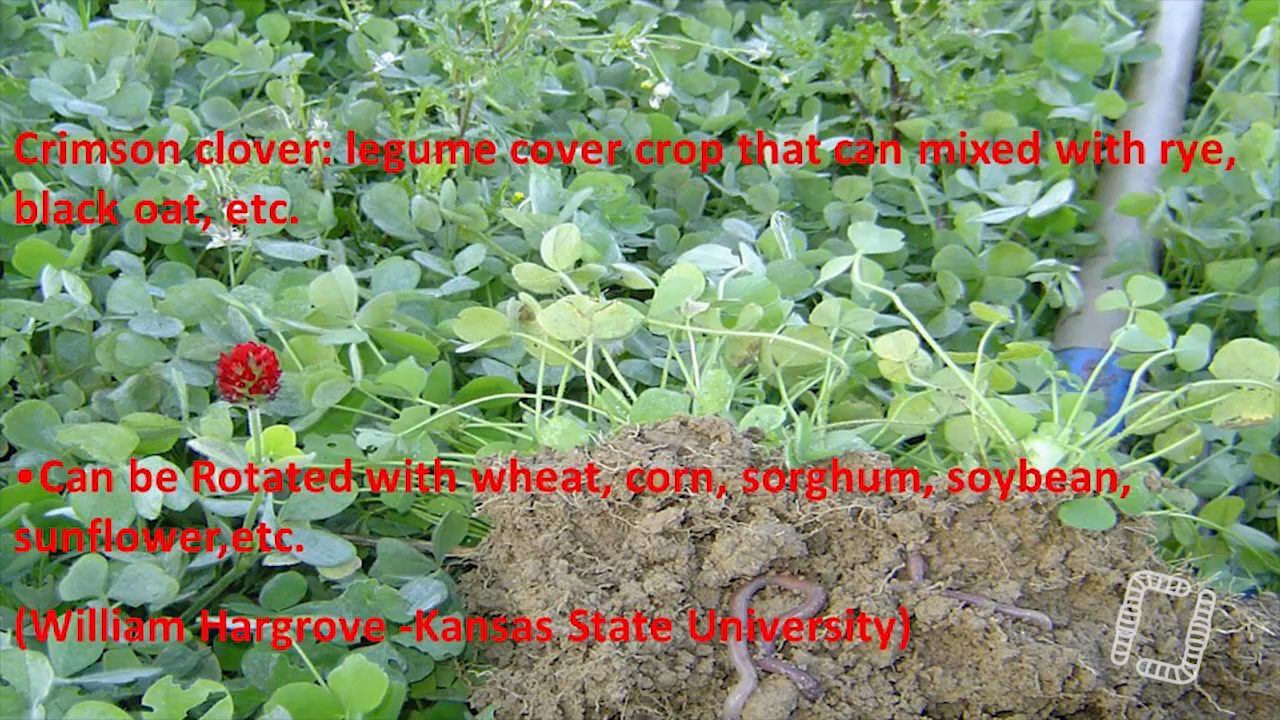 Crimson clover: legume cover crop that can mixed with rye,
black oat, etc.
•Can be Rotated with wheat, corn, sorghum, soybean,
sunflower,etc.
(William Hargrove -Kansas State University)